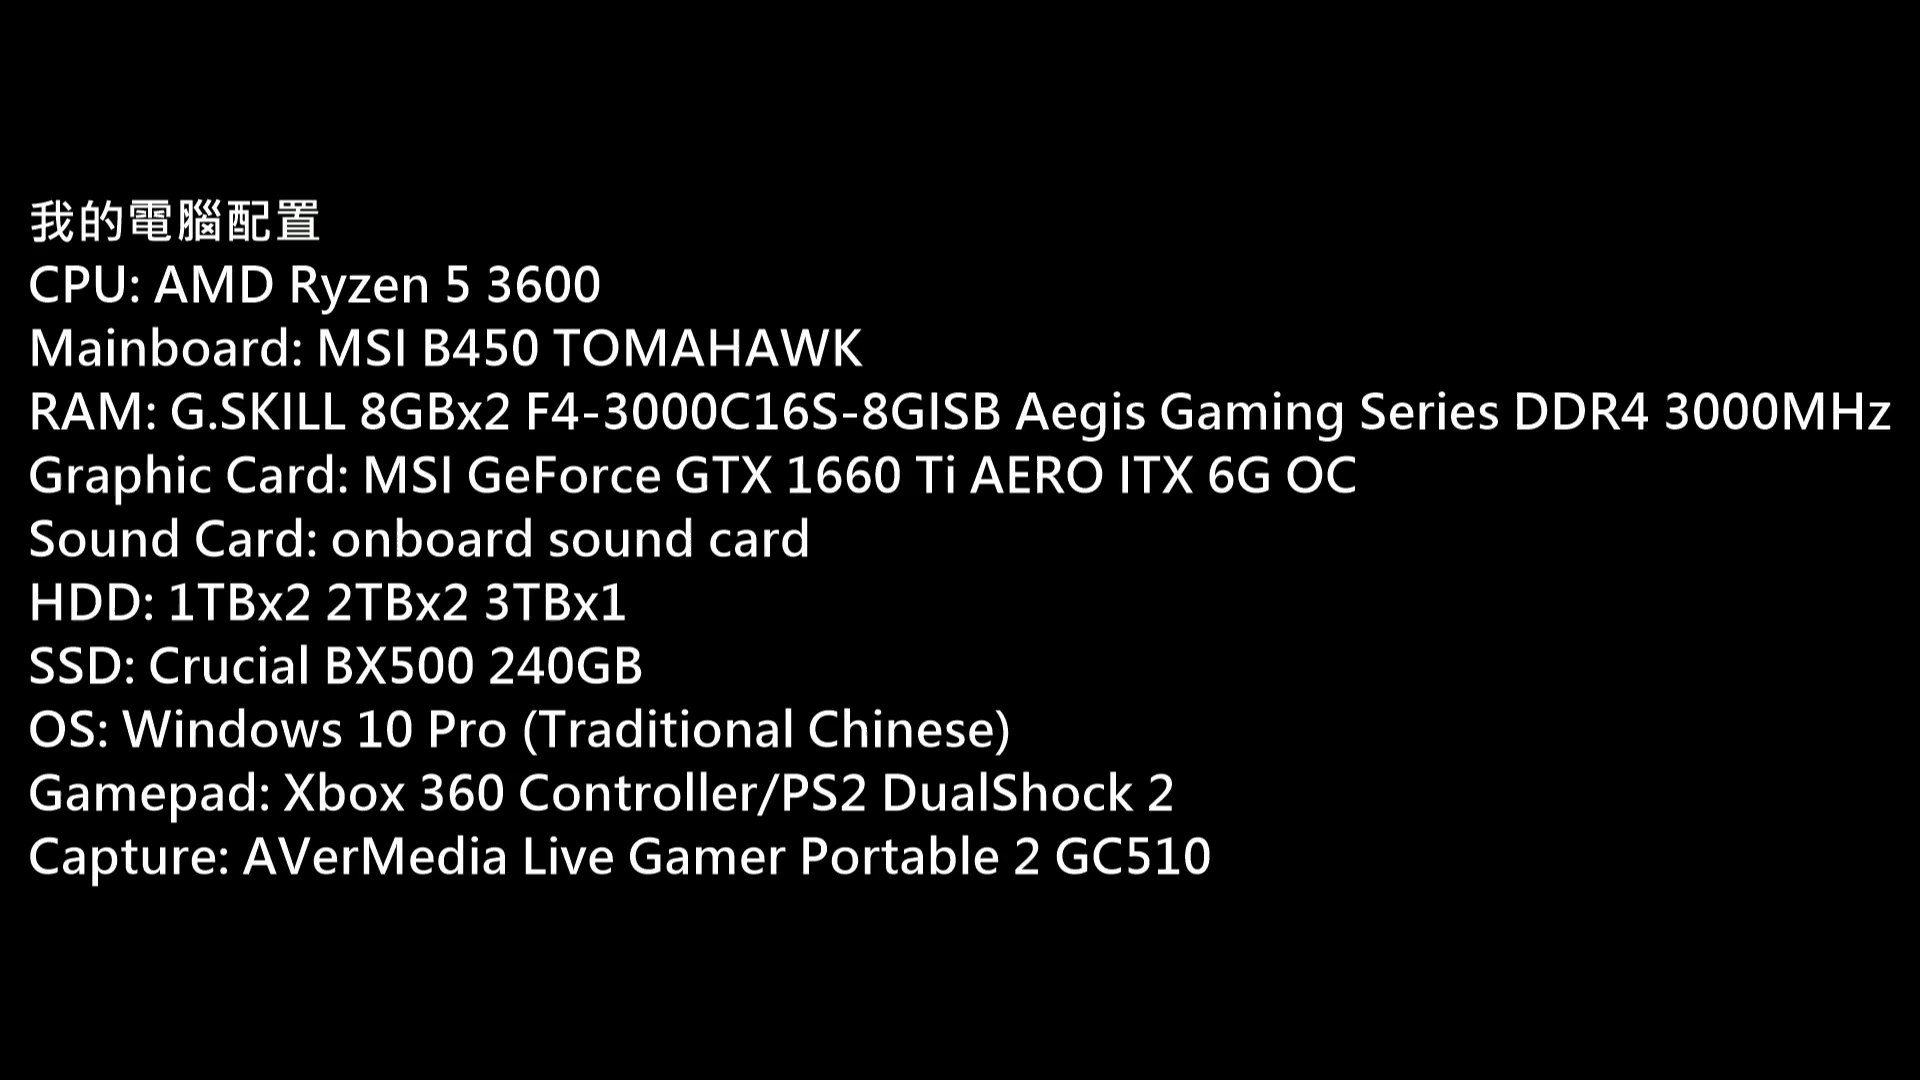 我的電腦配置
CPU: AMD Ryzen 5 3600
Mainboard: MSI B450 TOMAHAWK
RAM: G.SKILL 8GBx2 F4-3000C16S-8GISB Aegis Gaming Series DDR4 3000MHz
Graphic Card: MSI GeForce GTX 1660 Ti AERO ITX 6G OC
Sound Card: onboard sound card
HDD: 1TBx2 2TBx2 3TBx1
SSD: Crucial BX500 240GB
OS: Windows 10 Pro (Traditional Chinese)
Gamepad: Xbox 360 Controller/PS2 DualShock 2
Capture: AVerMedia Live Gamer Portable 2 GC510